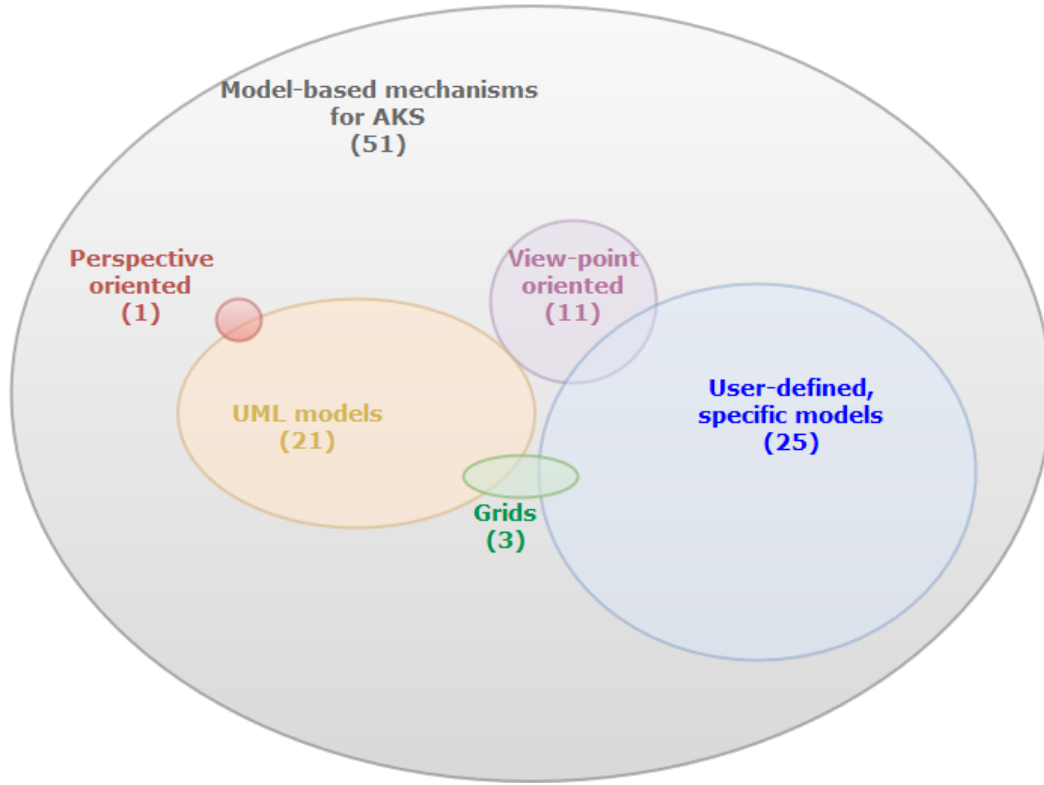 Model-based mechanisms
for AKS
(51)
Perspective
oriented
(1)
View-point
oriented
(11)
UML models
(21)
User-defined,
specific models
(25)
Grids
(3)